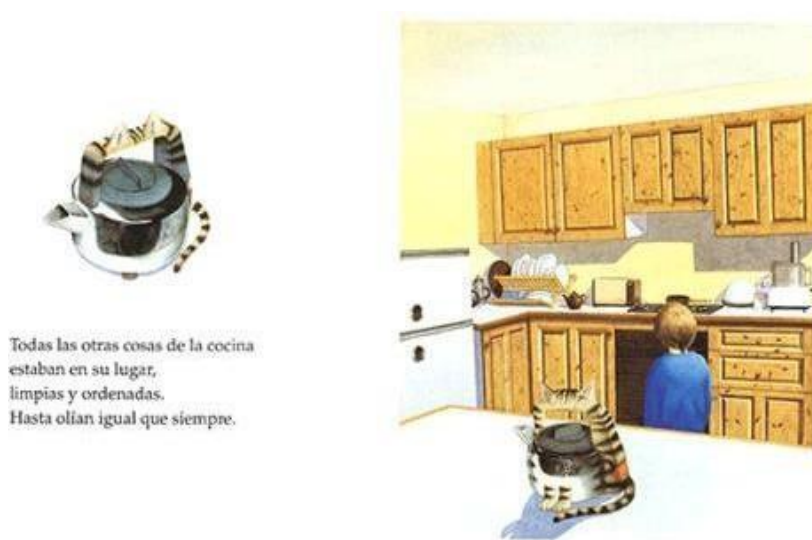 Todas las otras cosas de la cocina
estaban en su lugar,
limpias y ordenadas.
Hasta olían igual que siempre.